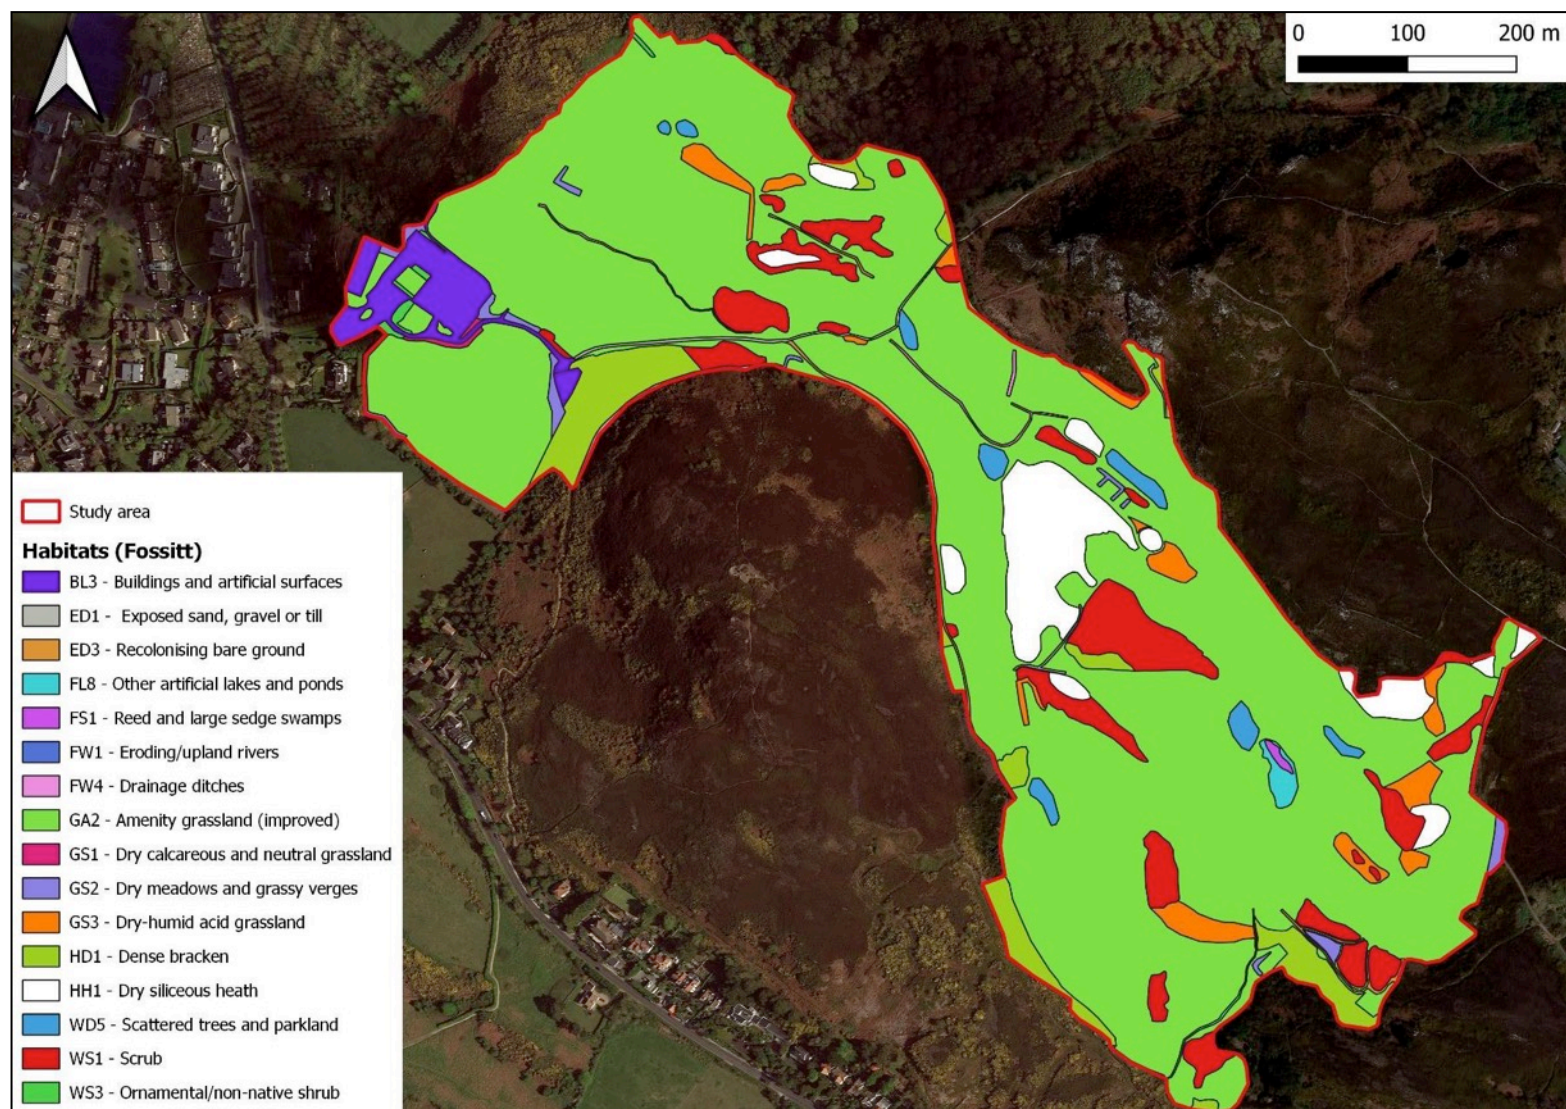 0 100 200 m
Study area
Habitats (Fossitt)
BL3 - Buildings and artificial surfaces
ED1 -  Exposed sand, gravel or till
ED3 - Recolonising bare ground
FL8 - Other artificial lakes and ponds
FS1 - Reed and large sedge swamps
FW1 - Eroding/upland rivers
FW4 - Drainage ditches
GA2 - Amenity grassland (improved)
GS1 - Dry calcareous and neutral grassland
GS2 - Dry meadows and grassy verges
GS3 - Dry-humid acid grassland
HD1 - Dense bracken
HH1 - Dry siliceous heath
WD5 - Scattered trees and parkland
WS1 - Scrub
WS3 - Ornamental/non-native shrub